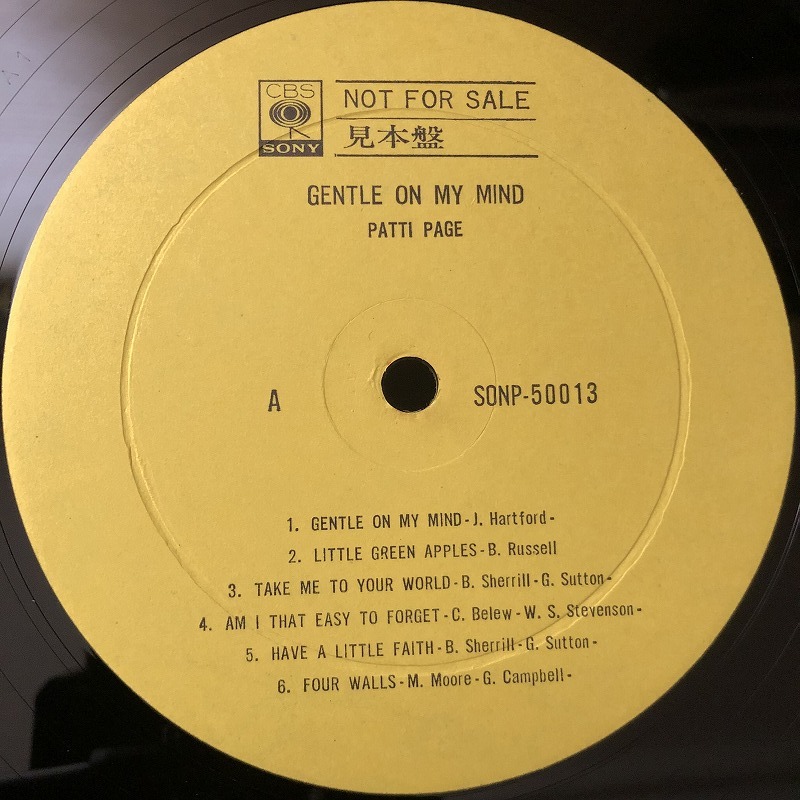 CBS
SONY
NOT FOR SALE
見本盤
GENTLE ON MY MIND
PATTI PAGE
A
SONP-50013
1. GENTLE ON MY MIND-J. Hartford-
2. LITTLE GREEN APPLES-B. Russell
3. TAKE ME TO YOUR WORLD-B. Sherrill-G. Sutton-
4. AM I THAT EASY TO FORGET-C. Belew-W. S. Stevenson-
5. HAVE A LITTLE FAITH-B. Sherrill-G. Sutton-
6. FOUR WALLS-M. Moore-G. Campbell-